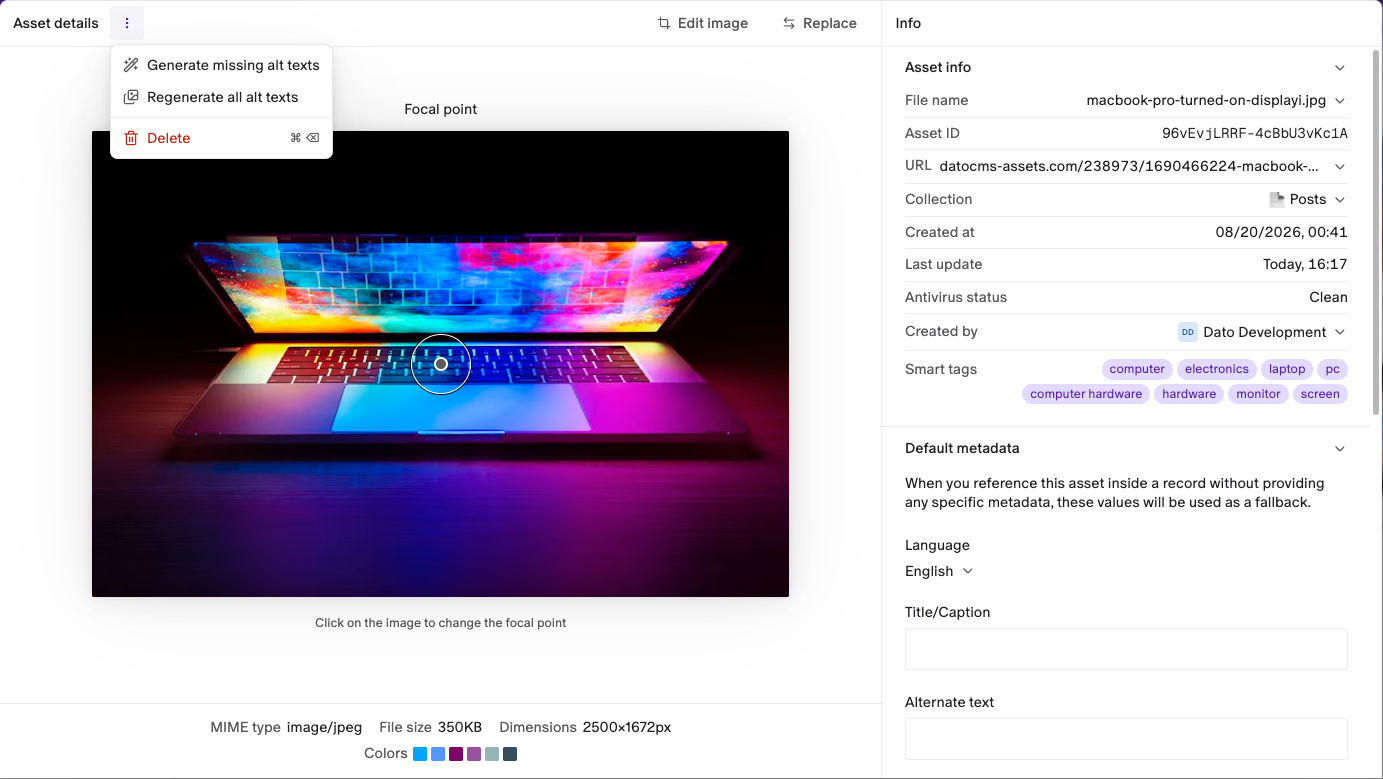 Asset details
Edit image
Replace
Generate missing alt texts
Regenerate all alt texts
Delete ⌘ ⌫
Focal point
Click on the image to change the focal point
MIME type image/jpeg File size 350KB Dimensions 2500×1672px
Colors
Info
Asset info
File name macbook-pro-turned-on-displayi.jpg
Asset ID 96vEvjLRRF-4cBbU3vKc1A
URL datocms-assets.com/238973/1690466224-macbook-...
Collection Posts
Created at 08/20/2026, 00:41
Last update Today, 16:17
Antivirus status Clean
Created by DD Dato Development
Smart tags computer electronics laptop pc
computer hardware hardware monitor screen
Default metadata
When you reference this asset inside a record without providing
any specific metadata, these values will be used as a fallback.
Language
English
Title/Caption
Alternate text